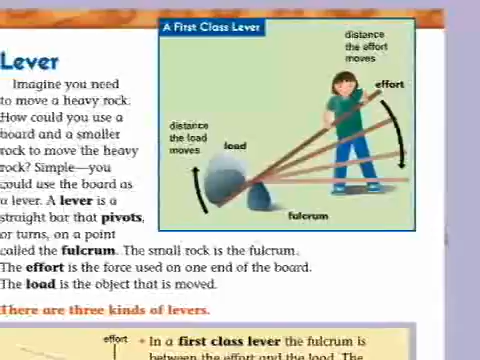 A First Class Lever
distance
the effort
moves
effort
distance
the load
moves
load
fulcrum
Lever
Imagine you need
to move a heavy rock.
How could you use a
board and a smaller
rock to move the heavy
rock? Simple—you
could use the board as
a lever. A lever is a
straight bar that pivots,
or turns, on a point
called the fulcrum. The small rock is the fulcrum.
The effort is the force used on one end of the board.
The load is the object that is moved.
There are three kinds of levers.
effort
• In a first class lever the fulcrum is
between the effort and the load. The